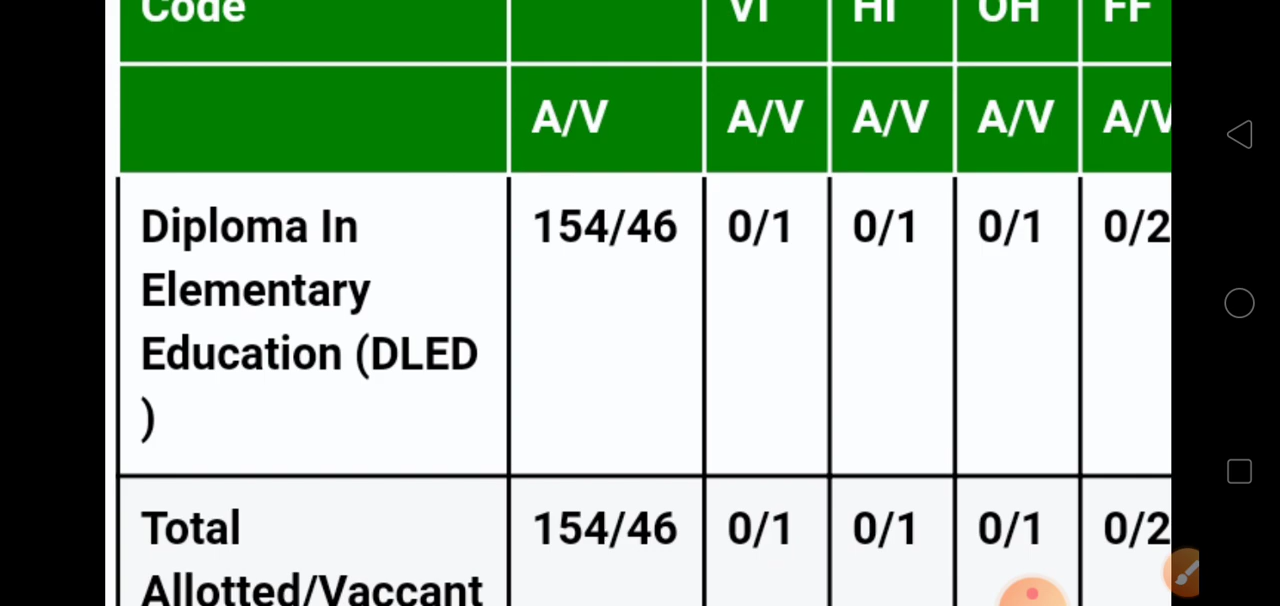 Code VI HI OH FF
A/V A/V A/V A/V A/V
Diploma In 154/46 0/1 0/1 0/1 0/2
Elementary
Education (DLED
)
Total 154/46 0/1 0/1 0/1 0/2
Allotted/Vaccant